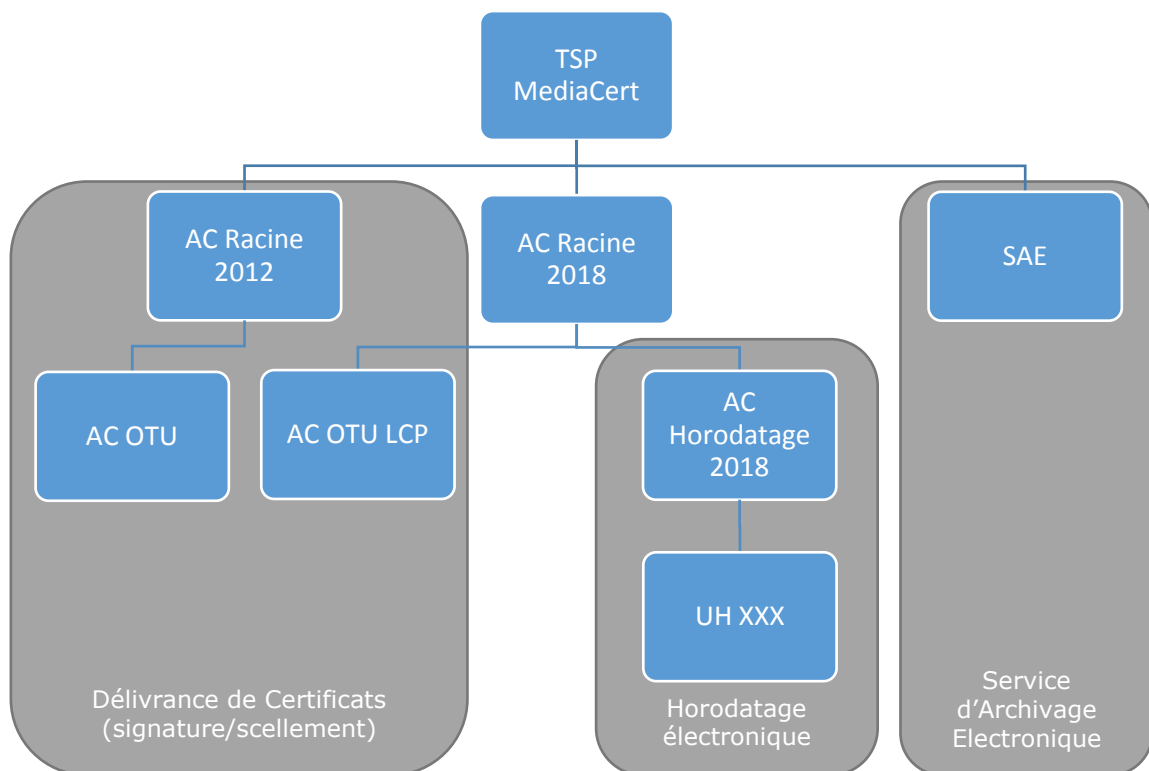 TSP
MediaCert
AC Racine
2012
AC Racine
2018
SAE
AC OTU
AC OTU LCP
AC
Horodatage
2018
UH XXX
Délivrance de Certificats
(signature/scellement)
Horodatage
électronique
Service
d’Archivage
Electronique